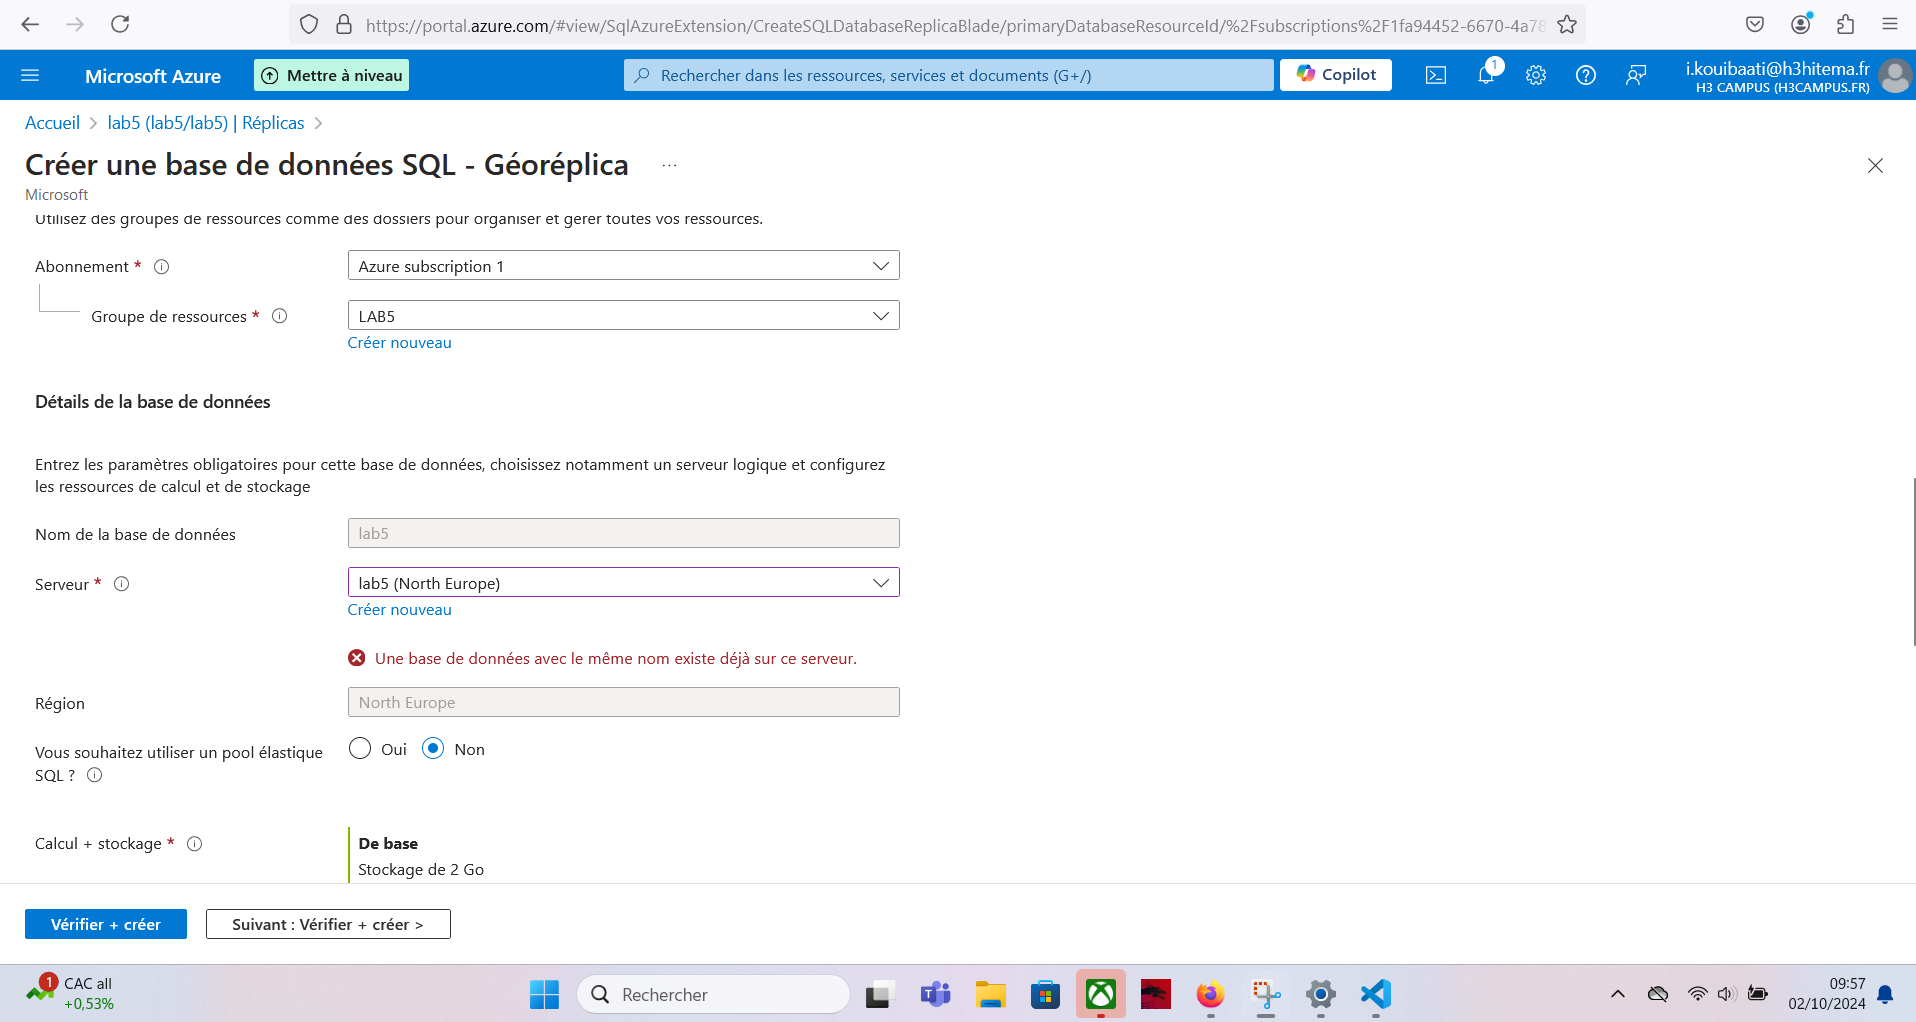 https://portal.azure.com/#view/SqlAzureExtension/CreateSQLDatabaseReplicaBlade/primaryDatabaseResourceId/%2Fsubscriptions%2F1fa94452-6670-4a78
Microsoft Azure
Mettre à niveau
Rechercher dans les ressources, services et documents (G+/)
Copilot
1
i.kouibaati@h3hitema.fr
H3 CAMPUS (H3CAMPUS.FR)
Accueil > lab5 (lab5/lab5) | Réplicas >
Créer une base de données SQL - Géoréplica ...
Microsoft
Utilisez des groupes de ressources comme des dossiers pour organiser et gérer toutes vos ressources.
Abonnement *
Azure subscription 1
Groupe de ressources *
LAB5
Créer nouveau
Détails de la base de données
Entrez les paramètres obligatoires pour cette base de données, choisissez notamment un serveur logique et configurez
les ressources de calcul et de stockage
Nom de la base de données
lab5
Serveur *
lab5 (North Europe)
Créer nouveau
Une base de données avec le même nom existe déjà sur ce serveur.
Région
North Europe
Vous souhaitez utiliser un pool élastique
SQL ?
Oui
Non
Calcul + stockage *
De base
Stockage de 2 Go
Vérifier + créer
Suivant : Vérifier + créer >
1
CAC all
+0,53%
Rechercher
09:57
02/10/2024